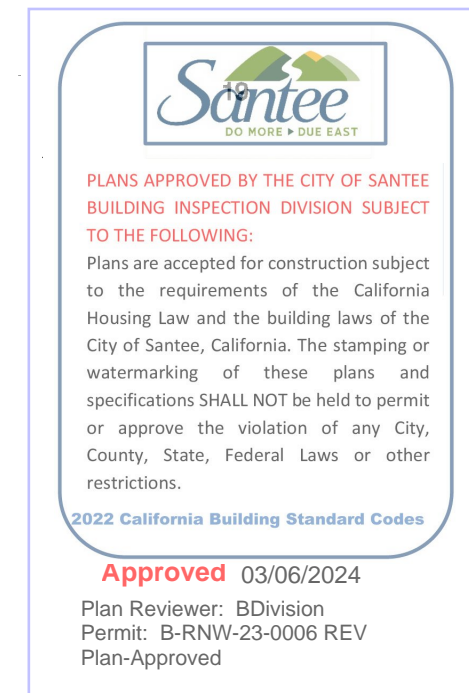 Santee
19
DO MORE ▶ DUE EAST
PLANS APPROVED BY THE CITY OF SANTEE
BUILDING INSPECTION DIVISION SUBJECT
TO THE FOLLOWING:
Plans are accepted for construction subject
to the requirements of the California
Housing Law and the building laws of the
City of Santee, California. The stamping or
watermarking of these plans and
specifications SHALL NOT be held to permit
or approve the violation of any City,
County, State, Federal Laws or other
restrictions.
2022 California Building Standard Codes
Approved 03/06/2024
Plan Reviewer: BDivision
Permit: B-RNW-23-0006 REV
Plan-Approved